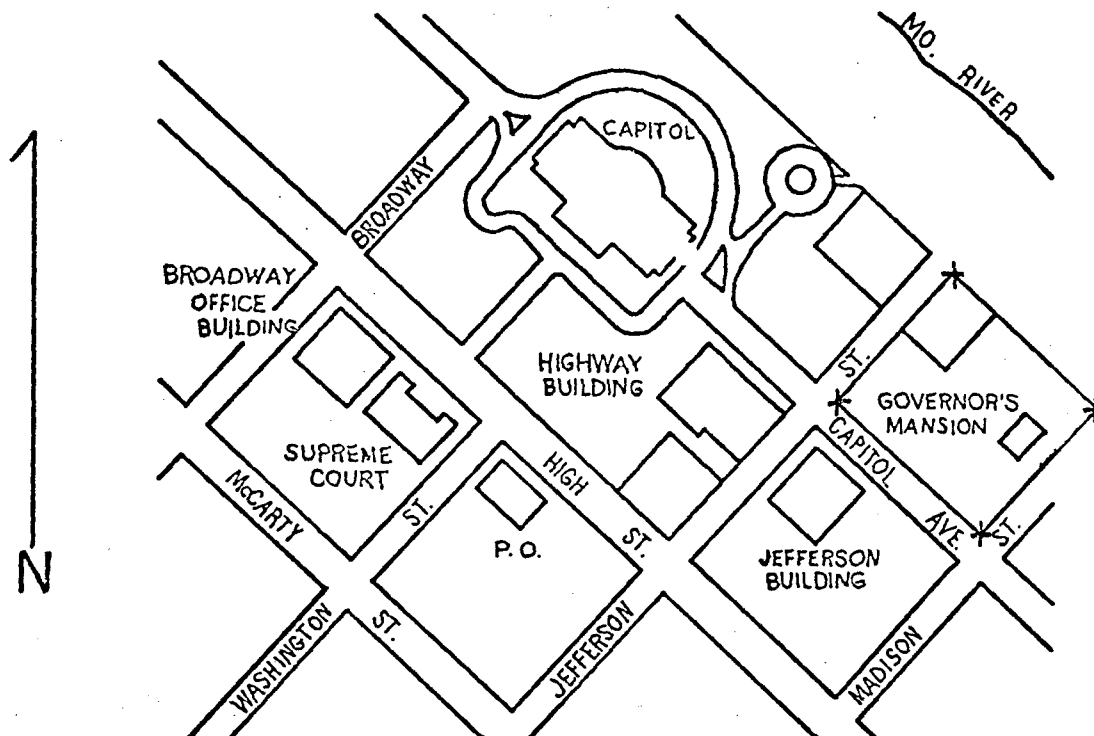 MO.
RIVER
CAPITOL
BROADWAY
BROADWAY
OFFICE
BUILDING
ST.
HIGHWAY
BUILDING
GOVERNOR'S
MANSION
CAPITOL
AVE.
SUPREME
COURT
HIGH
ST.
McCARTY
ST.
ST.
ST.
P.O.
JEFFERSON
BUILDING
WASHINGTON
JEFFERSON
MADISON
N